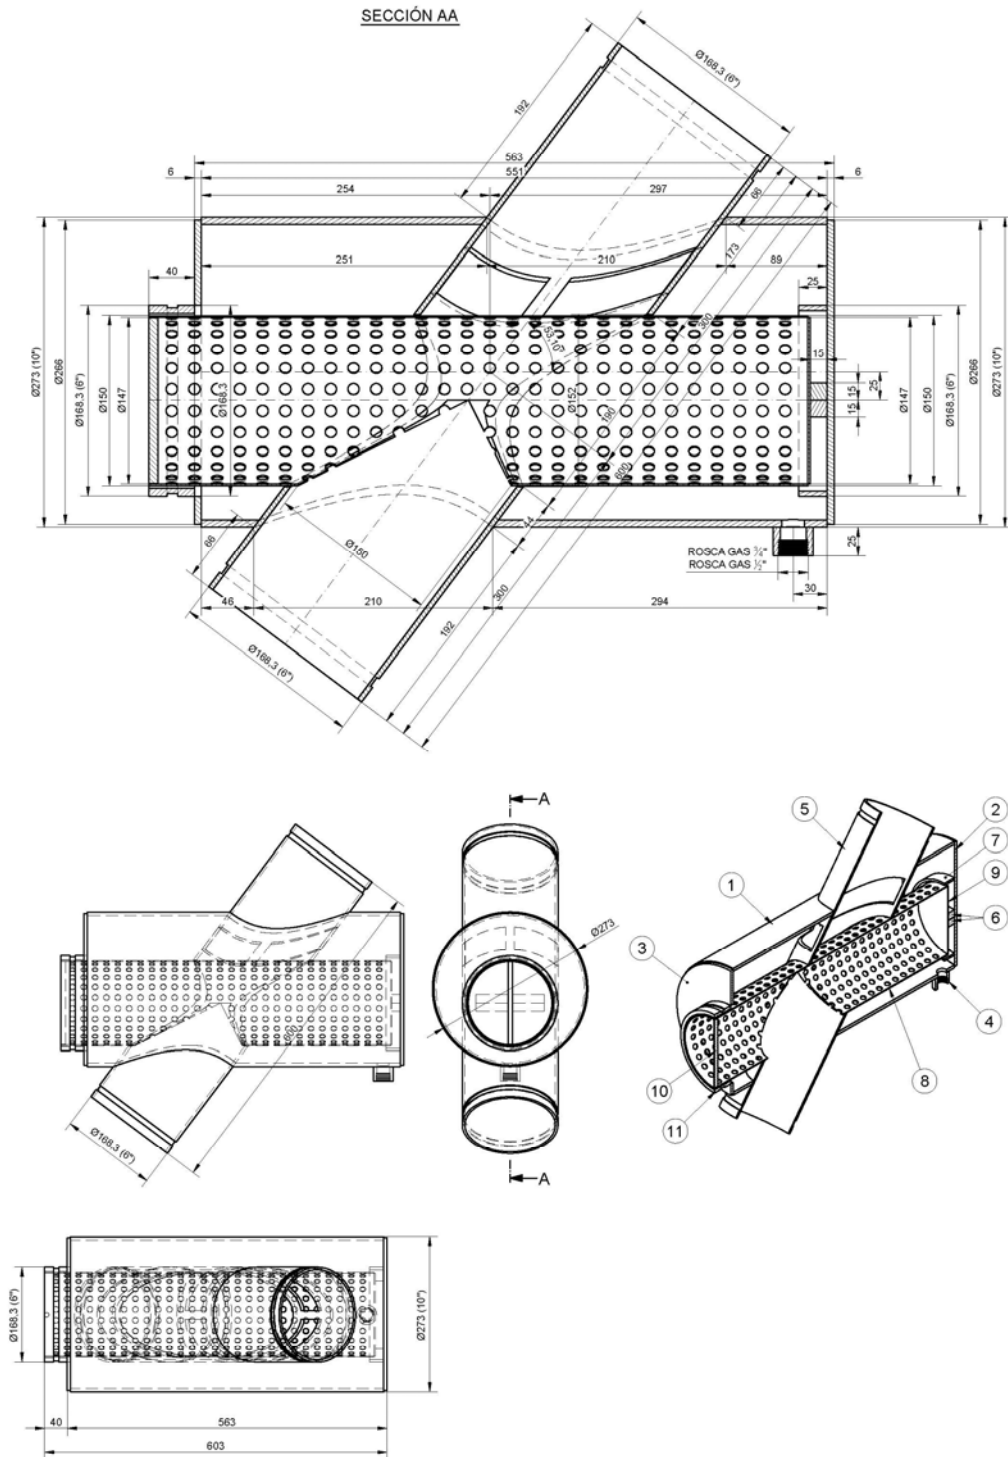 SECCIÓN AA
Ø168,3 (6")
192
563
6
551
6
254
297
66
251
210
173
89
40
25
300
53,10°
15
Ø273 (10")
Ø266
Ø168,3 (6")
Ø150
Ø147
Ø168,3
Ø152
190
600
15
25
15
Ø147
Ø150
Ø168,3 (6")
Ø266
Ø273 (10")
66
Ø150
44
ROSCA GAS ¾"
ROSCA GAS ½"
25
30
46
210
300
294
192
Ø168,3 (6")
A
5
2
7
1
9
6
3
Ø273
4
10
8
11
600
Ø168,3 (6")
A
Ø168,3 (6")
Ø273 (10")
40
563
603